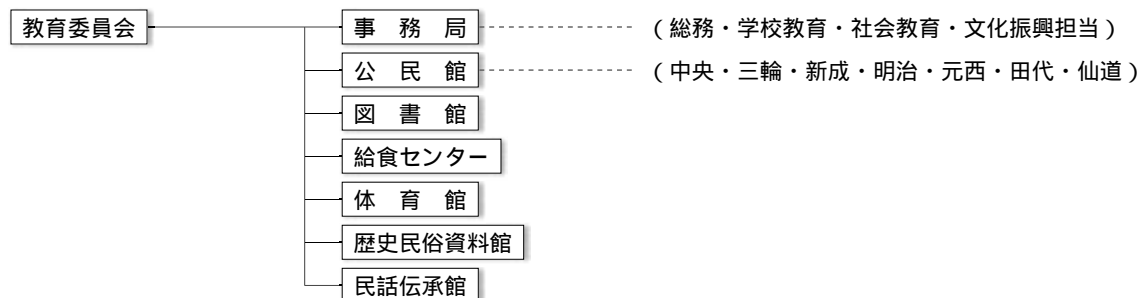 教育委員会 事　務　局 （総務・学校教育・社会教育・文化振興担当）
公　民　館 （中央・三輪・新成・明治・元西・田代・仙道）
図　書　館
給食センター
体　育　館
歴史民俗資料館
民話伝承館